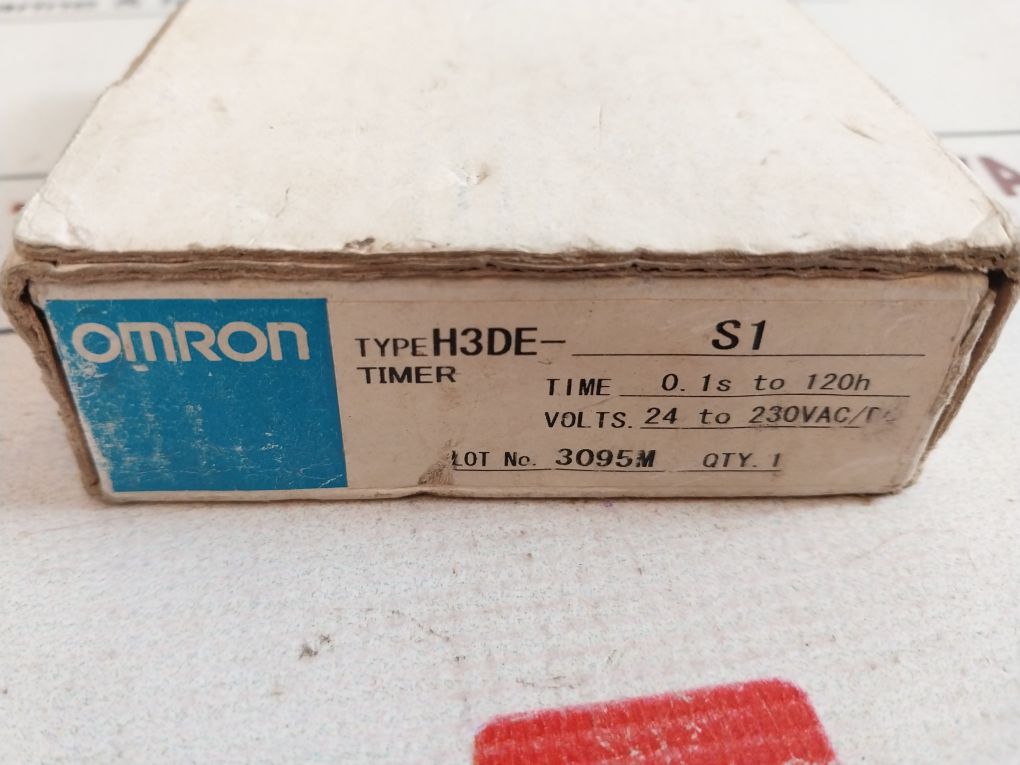 OMRON
TYPE H3DE- S1
TIMER
TIME 0.1s to 120h
VOLTS. 24 to 230VAC/
LOT No. 3095M QTY. 1